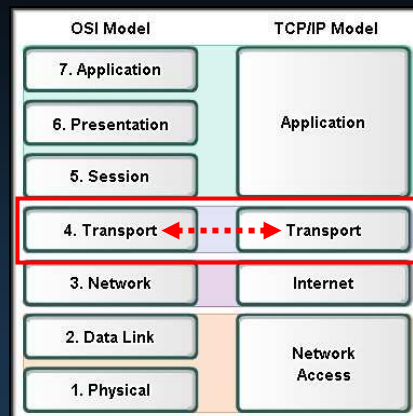 OSI Model
TCP/IP Model
7. Application
6. Presentation
5. Session
Application
4. Transport
Transport
3. Network
Internet
2. Data Link
1. Physical
Network
Access